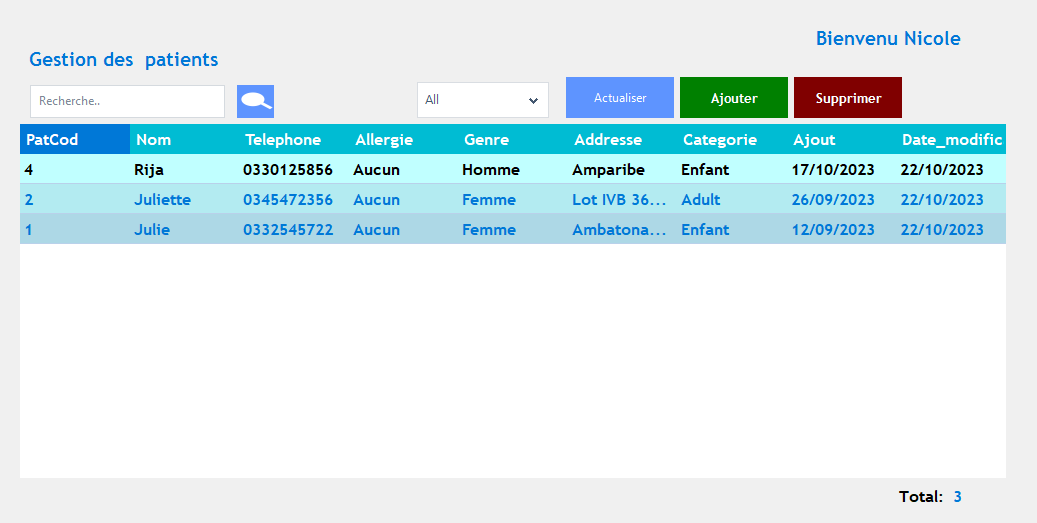 Bienvenu Nicole
Gestion des patients
Recherche.. All Actualiser Ajouter Supprimer
PatCod Nom Telephone Allergie Genre Addresse Categorie Ajout Date_modific
4 Rija 0330125856 Aucun Homme Amparibe Enfant 17/10/2023 22/10/2023
2 Juliette 0345472356 Aucun Femme Lot IVB 36... Adult 26/09/2023 22/10/2023
1 Julie 0332545722 Aucun Femme Ambatona... Enfant 12/09/2023 22/10/2023
Total: 3